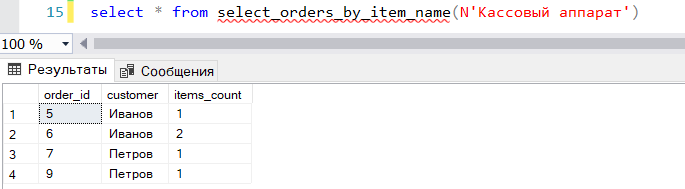 15 select * from select_orders_by_item_name(N'Кассовый аппарат')
100 %
Результаты Сообщения
order_id customer items_count
1 5 Иванов 1
2 6 Иванов 2
3 7 Петров 1
4 9 Петров 1